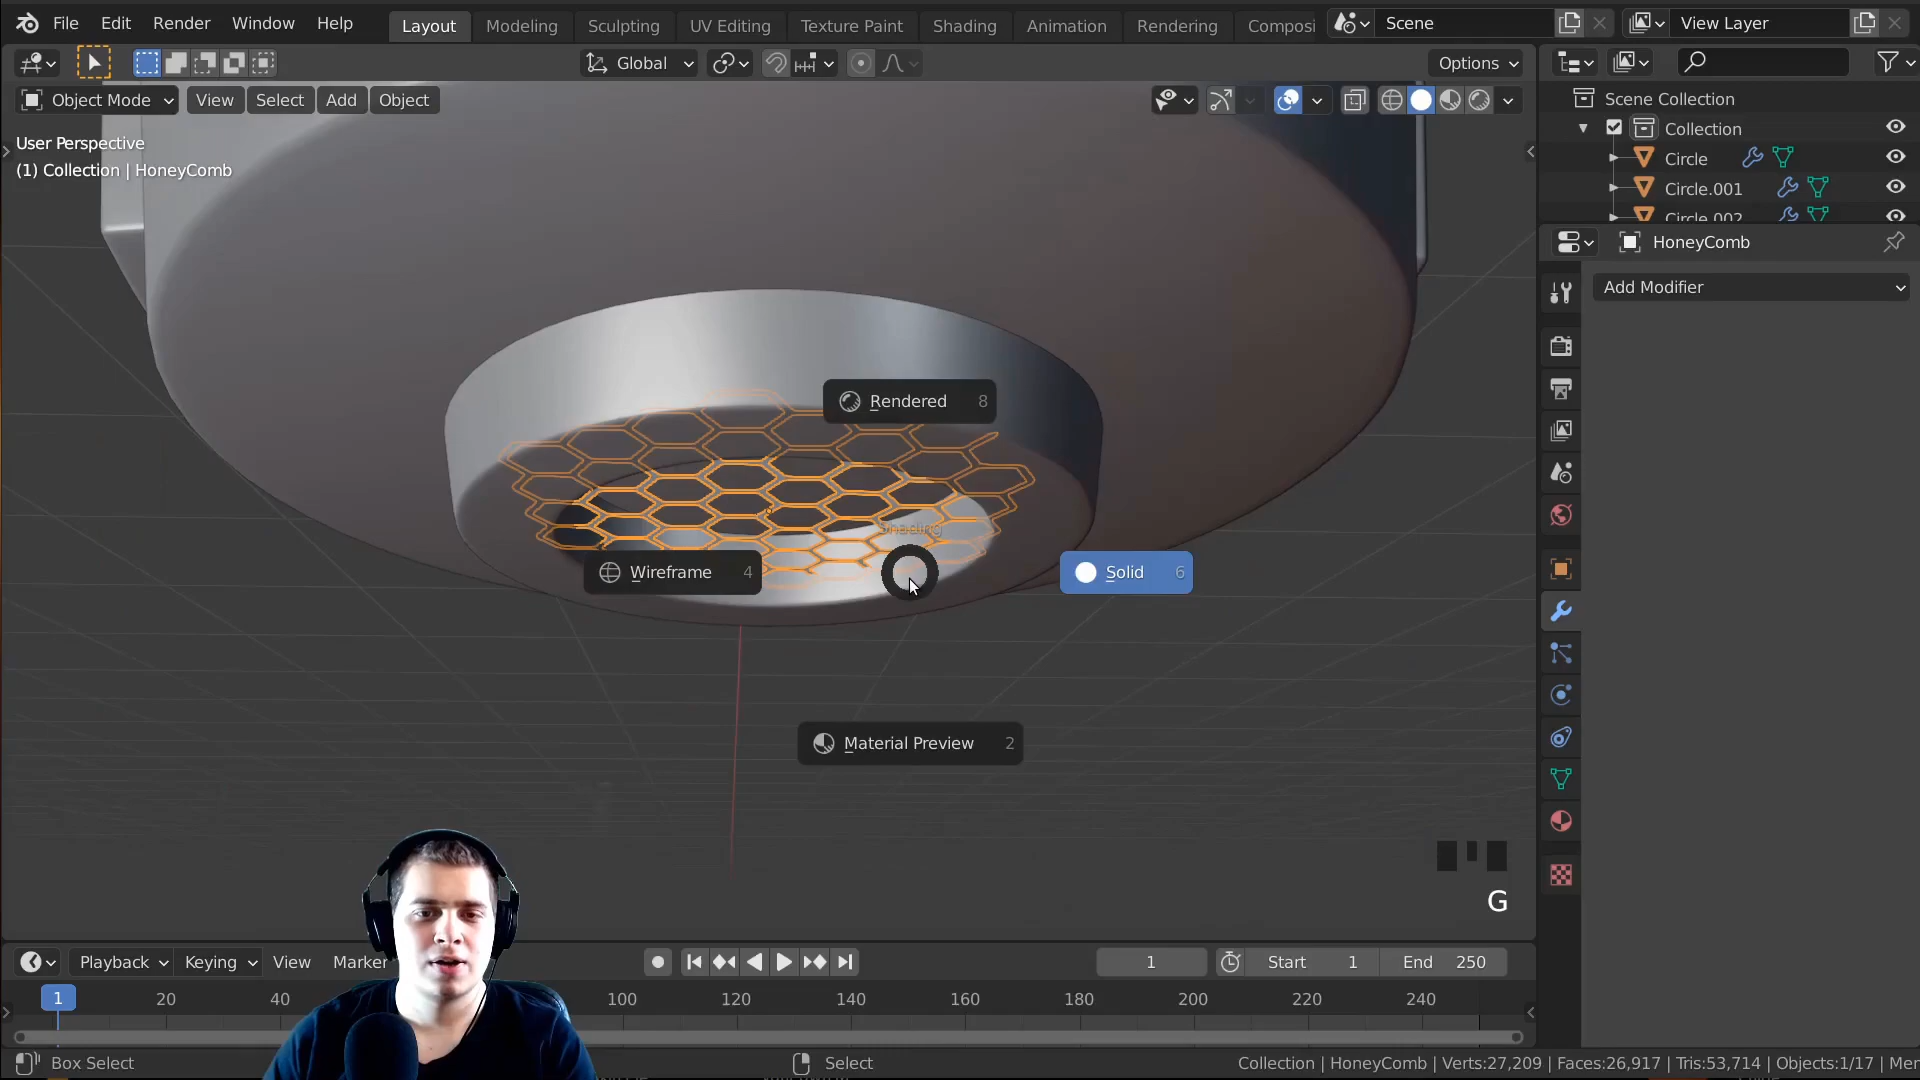 File Edit Render Window Help Layout Modeling Sculpting UV Editing Texture Paint Shading Animation Rendering Composi Scene View Layer
Global Options
Object Mode View Select Add Object Scene Collection
Collection
User Perspective
(1) Collection | HoneyComb
Circle
Circle.001
Circle.002
HoneyComb
Add Modifier
Rendered 8
Shading
Wireframe 4
Solid 6
Material Preview 2
G
Playback Keying View Marker 1 Start 1 End 250
1 20 40 100 120 140 160 180 200 220 240
Box Select Select Collection | HoneyComb | Verts:27,209 | Faces:26,917 | Tris:53,714 | Objects:1/17 | Mer